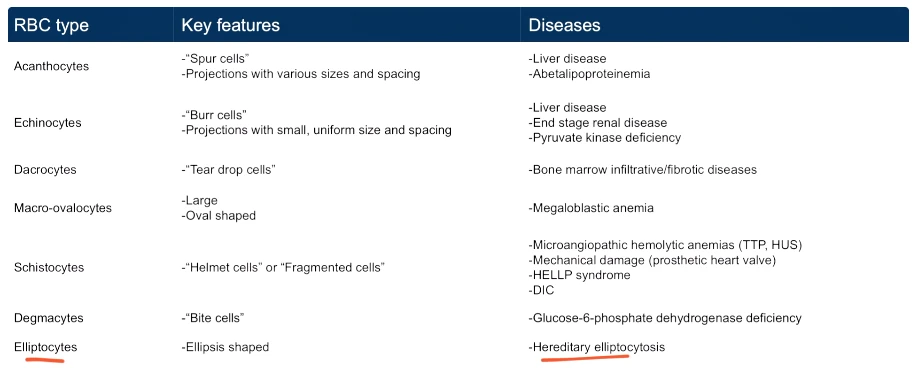 RBC type Key features Diseases
Acanthocytes -“Spur cells” -Liver disease
-Projections with various sizes and spacing -Abetalipoproteinemia
Echinocytes -“Burr cells” -Liver disease
-Projections with small, uniform size and spacing -End stage renal disease
-Pyruvate kinase deficiency
Dacrocytes -“Tear drop cells” -Bone marrow infiltrative/fibrotic diseases
Macro-ovalocytes -Large -Megaloblastic anemia
-Oval shaped
Schistocytes -“Helmet cells” or “Fragmented cells” -Microangiopathic hemolytic anemias (TTP, HUS)
-Mechanical damage (prosthetic heart valve)
-HELLP syndrome
-DIC
Degmacytes -“Bite cells” -Glucose-6-phosphate dehydrogenase deficiency
Elliptocytes -Ellipsis shaped -Hereditary elliptocytosis